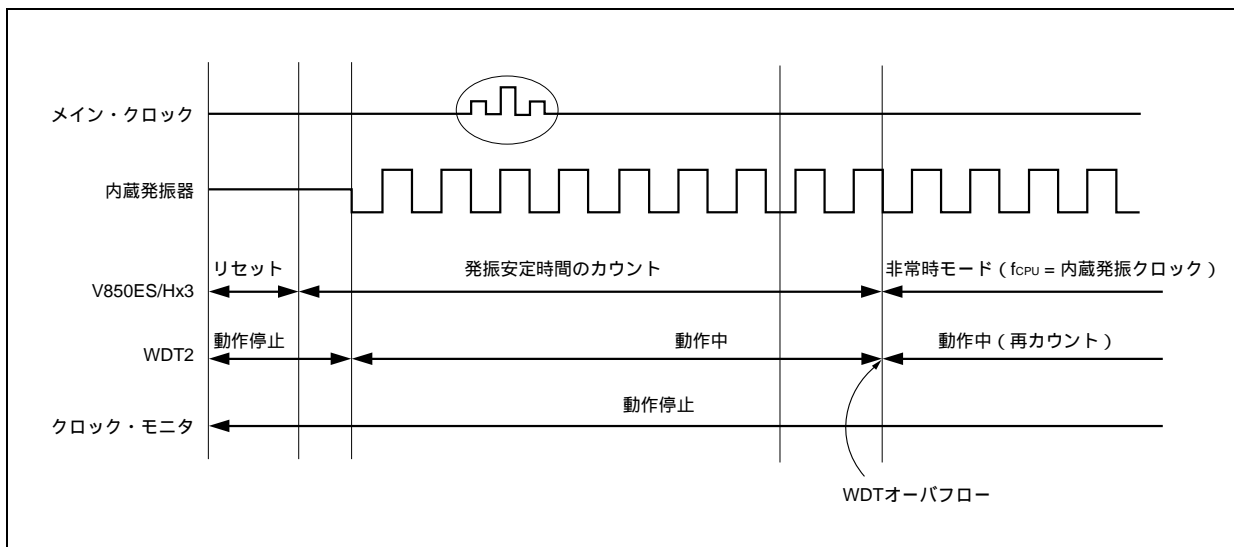 メイン・クロック
内蔵発振器
リセット 発振安定時間のカウント 非常時モード（fCPU = 内蔵発振クロック）
V850ES/Hx3
動作停止 動作中 動作中（再カウント）
WDT2
動作停止
クロック・モニタ
WDTオーバフロー